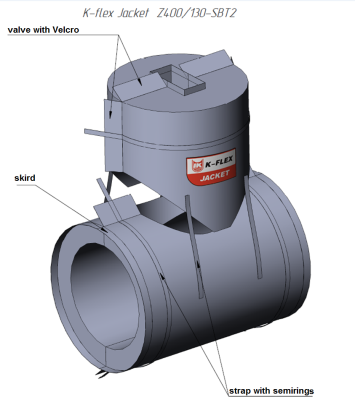 K-flex Jacket Z400/130-SBT2
valve with Velcro
K-FLEX
JACKET
skird
strap with semirings